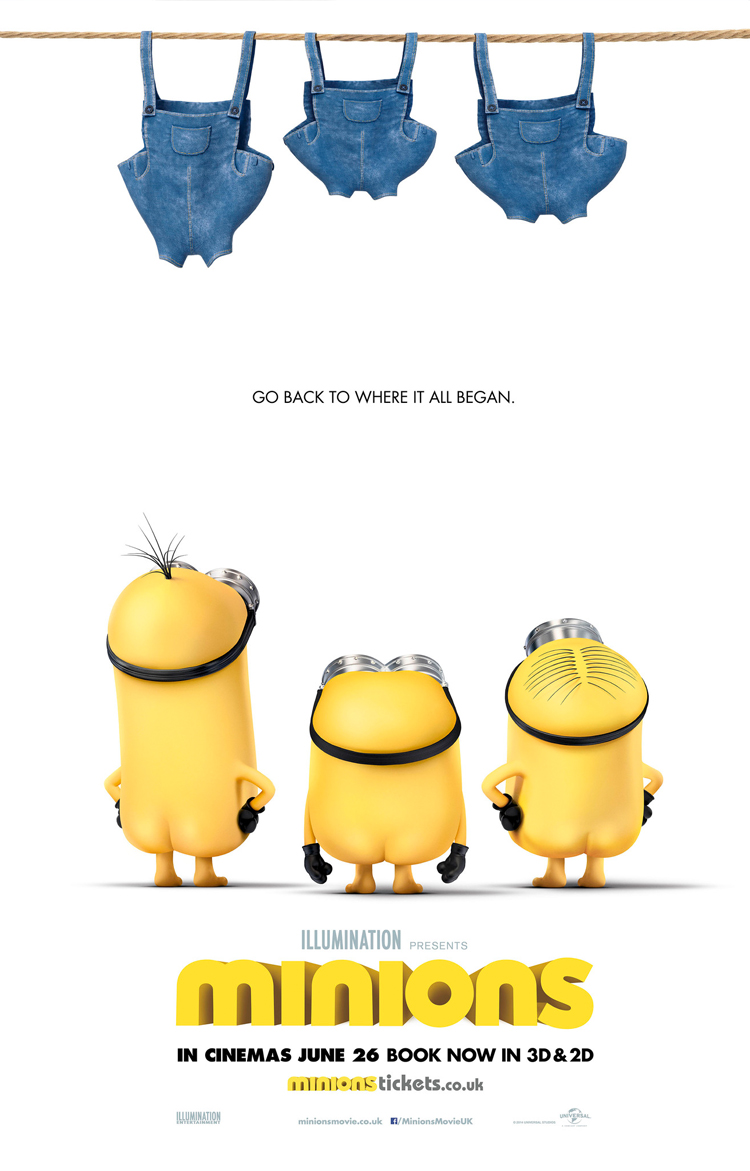 GO BACK TO WHERE IT ALL BEGAN.
ILLUMINATION PRESENTS
minions
IN CINEMAS JUNE 26 BOOK NOW IN 3D & 2D
minionstickets.co.uk
ILLUMINATION
ENTERTAINMENT
minionsmovie.co.uk f/MinionsMovieUK
UNIVERSAL